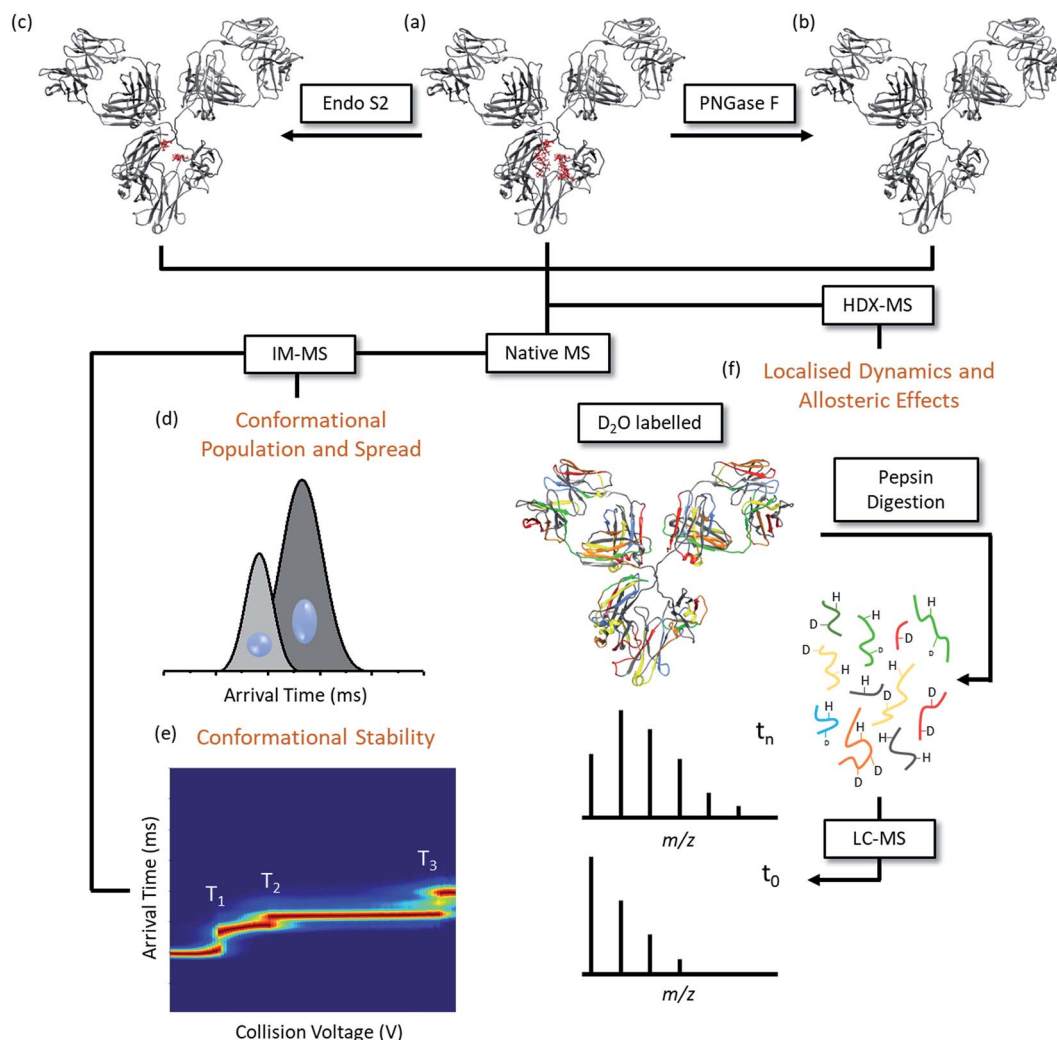 (c)
(a)
(b)
Endo S2
PNGase F
HDX-MS
IM-MS
Native MS
(f)
Localised Dynamics and
Allosteric Effects
(d)
Conformational
Population and Spread
D₂O labelled
Pepsin
Digestion
H
D
H
D
H
D
H
D
D
H
H
H
D
H
D
H
D
D
H
H
D
D
Arrival Time (ms)
(e)
Conformational Stability
tₙ
m/z
LC-MS
t₀
m/z
Arrival Time (ms)
T₁
T₂
T₃
Collision Voltage (V)